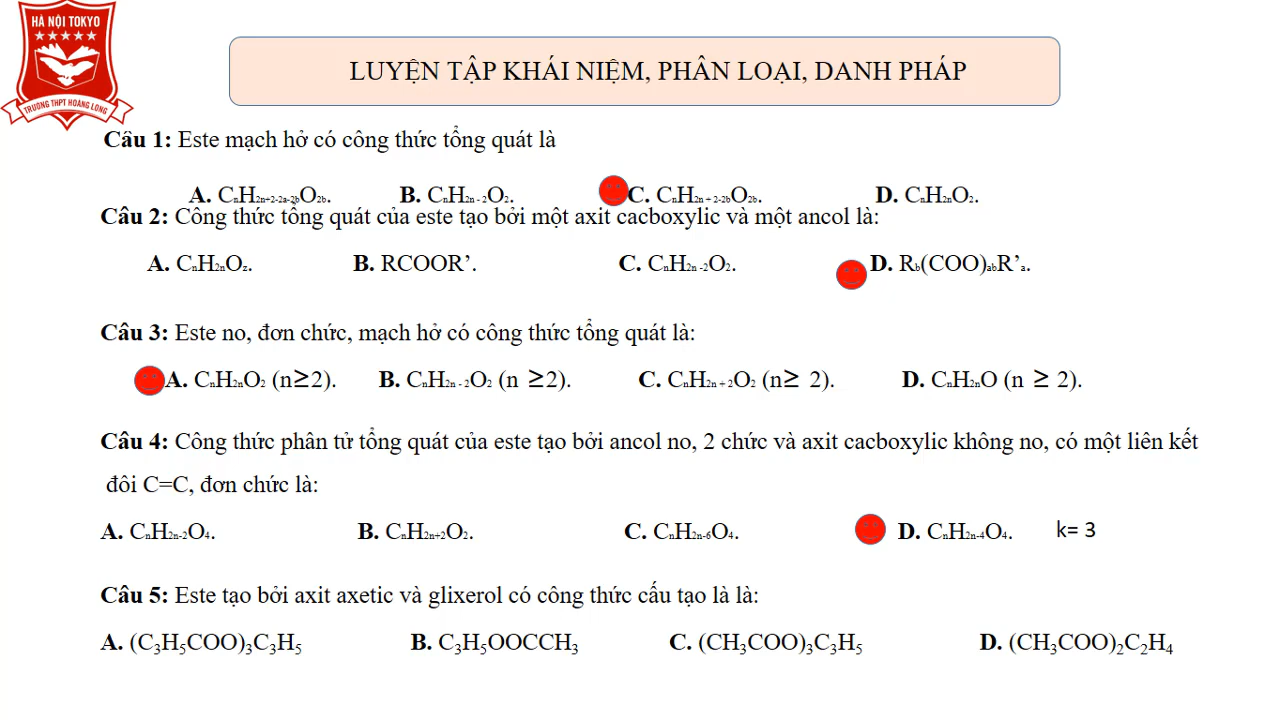 HÀ NỘI TOKYO
TRƯỜNG THPT HOÀNG LONG
LUYỆN TẬP KHÁI NIỆM, PHÂN LOẠI, DANH PHÁP
Câu 1: Este mạch hở có công thức tổng quát là
A. CₙH₂ₙ₊₂₋₂ₐ₋₂bO₂b. B. CₙH₂ₙ₋₂O₂. C. CₙH₂ₙ₊₂₋₂bO₂b. D. CₙH₂ₙO₂.
Câu 2: Công thức tổng quát của este tạo bởi một axit cacboxylic và một ancol là:
A. CₙH₂ₙO₂. B. RCOOR’. C. CₙH₂ₙ₋₂O₂. D. Rb(COO)abR’ₐ.
Câu 3: Este no, đơn chức, mạch hở có công thức tổng quát là:
A. CₙH₂ₙO₂ (n≥2). B. CₙH₂ₙ₋₂O₂ (n ≥2). C. CₙH₂ₙ₊₂O₂ (n≥ 2). D. CₙH₂ₙO (n ≥ 2).
Câu 4: Công thức phân tử tổng quát của este tạo bởi ancol no, 2 chức và axit cacboxylic không no, có một liên kết
đôi C=C, đơn chức là:
A. CₙH₂ₙ₋₂O₄. B. CₙH₂ₙ₊₂O₂. C. CₙH₂ₙ₋₆O₄. D. CₙH₂ₙ₋₄O₄. k= 3
Câu 5: Este tạo bởi axit axetic và glixerol có công thức cấu tạo là là:
A. (C₃H₅COO)₃C₃H₅ B. C₃H₅OOCCH₃ C. (CH₃COO)₃C₃H₅ D. (CH₃COO)₂C₂H₄